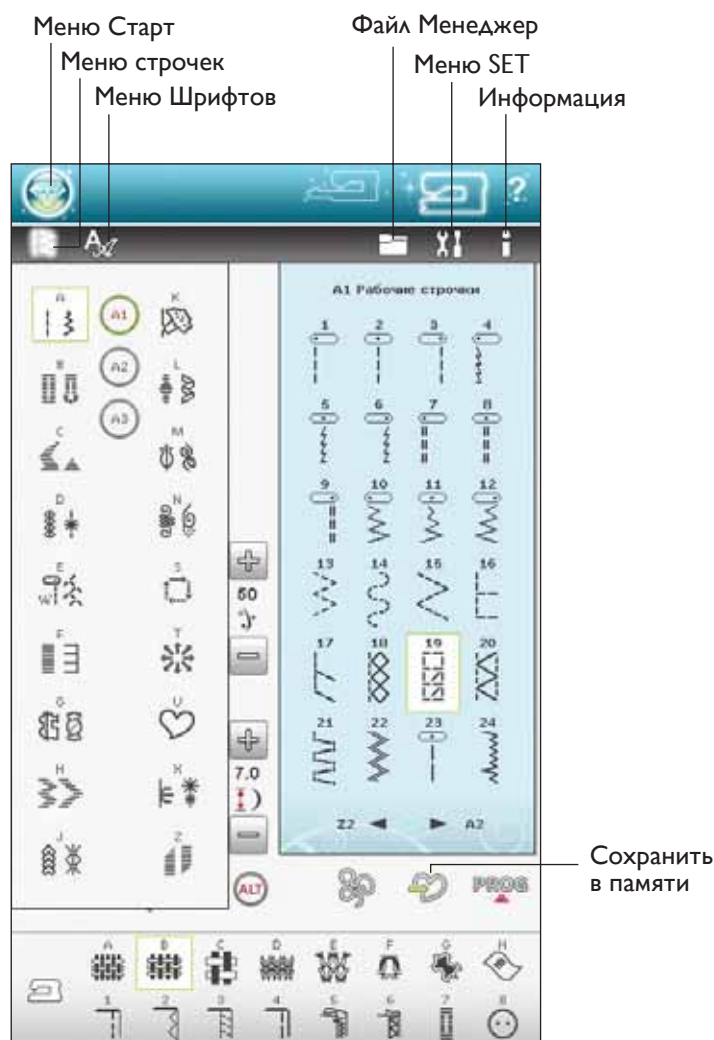 Меню Старт
Файл Менеджер
Меню строчек
Меню SET
Меню Шрифтов
Информация
?
A
A1 Рабочие строчки
A A1 K
1 2 3 4
B A2 L
A3
5 6 7 8
C M
D N
9 10 11 12
E S
W
50
13 14 15 16
F T
17 18 19 20
G U
21 22 23 24
H X
7.0
J Z
Z2 A2
ALT
PROG
Сохранить
в памяти
A B C D E F G H
1 2 3 4 5 6 7 8